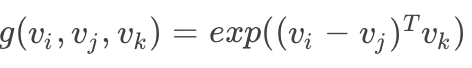 g(v_i, v_j, v_k) = exp((v_i − v_j)^T v_k)